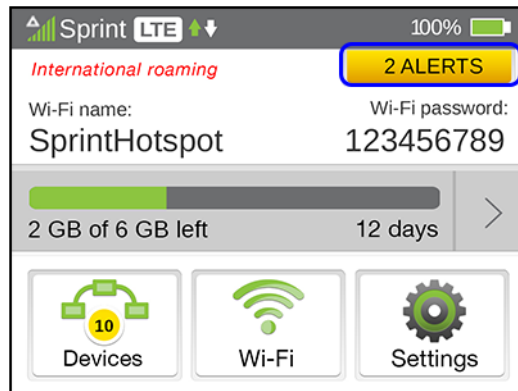 Sprint LTE 100%
International roaming 2 ALERTS
Wi-Fi name: Wi-Fi password:
SprintHotspot 123456789
2 GB of 6 GB left 12 days
10
Devices Wi-Fi Settings